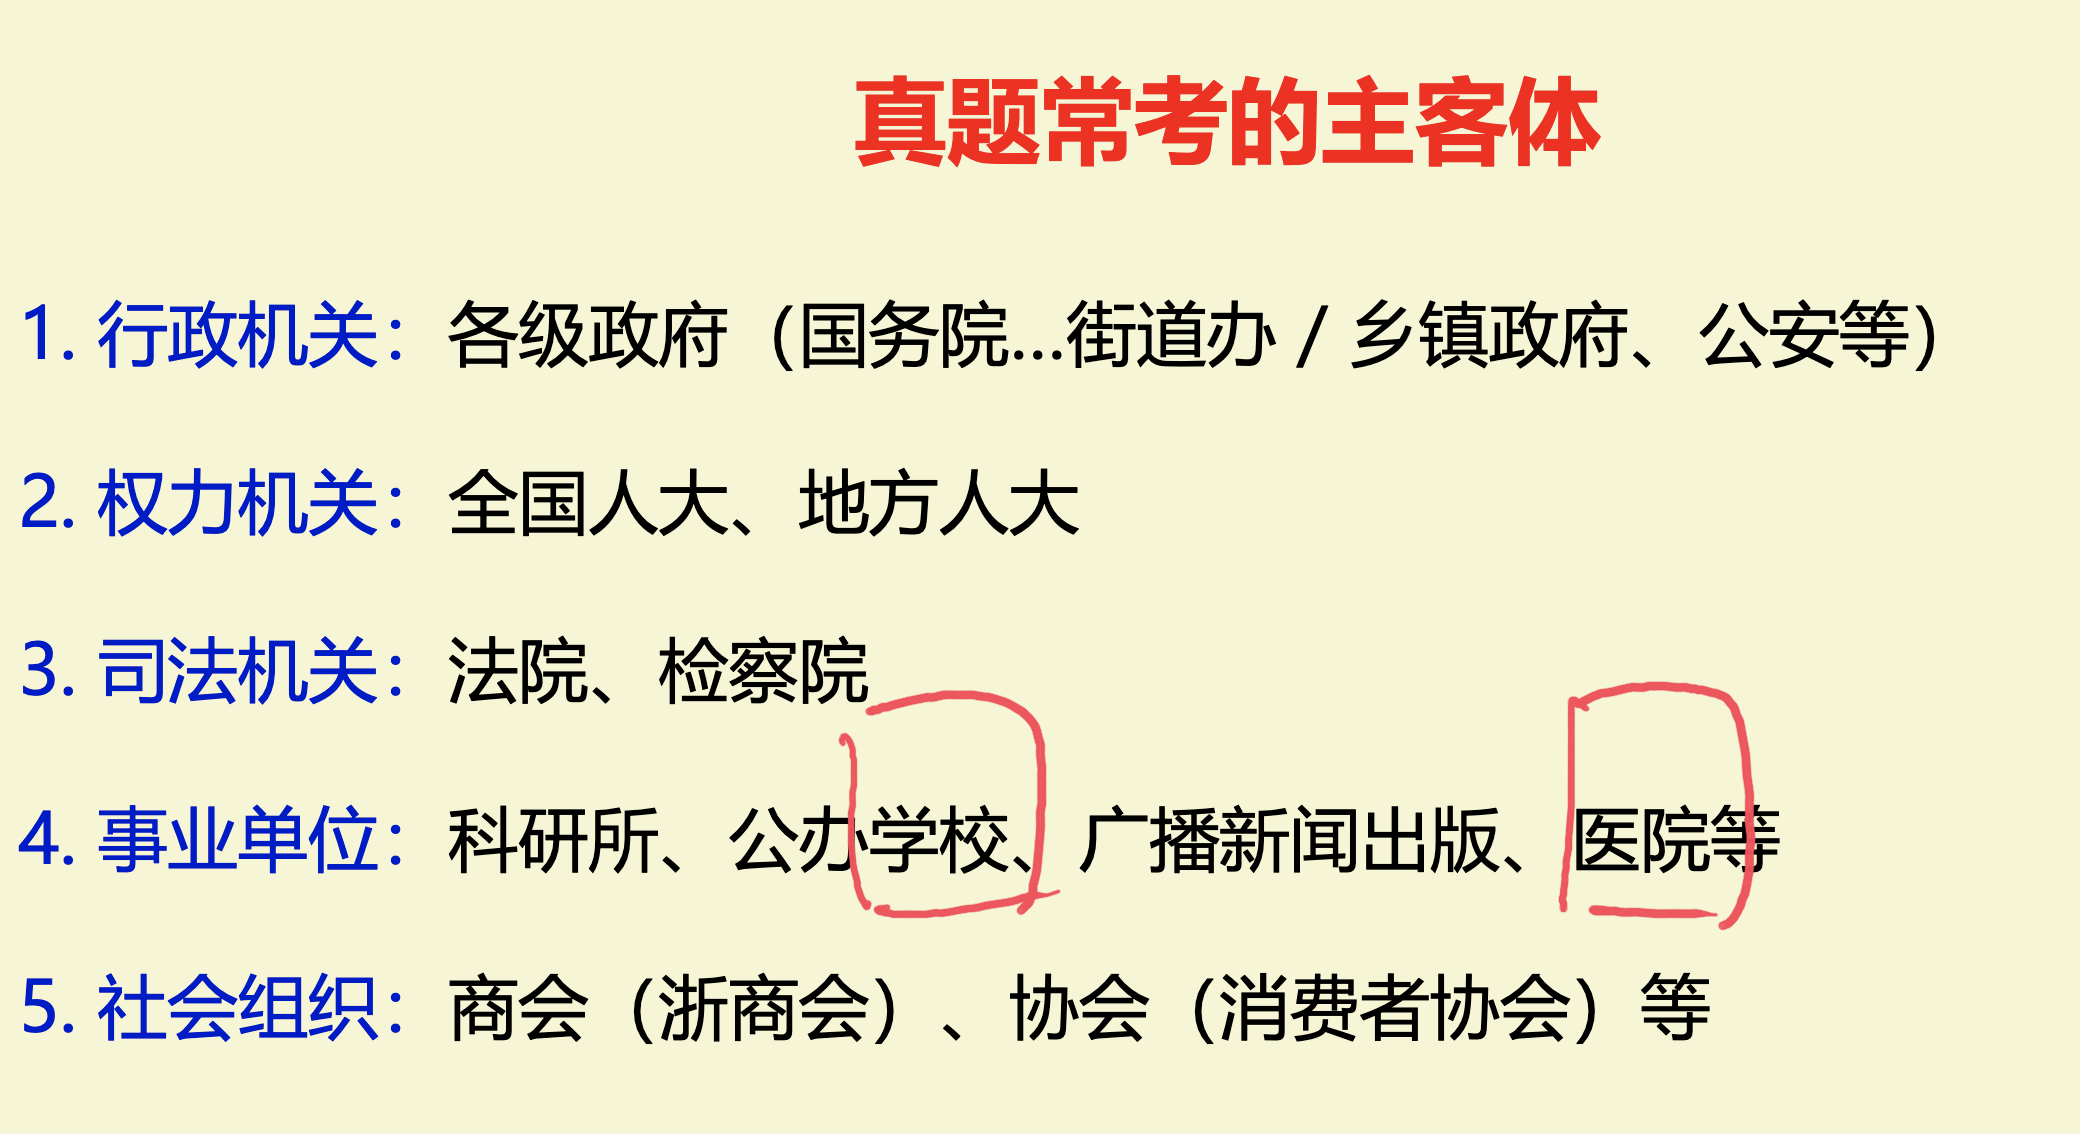 真题常考的主客体
1. 行政机关：各级政府（国务院…街道办 / 乡镇政府、公安等）
2. 权力机关：全国人大、地方人大
3. 司法机关：法院、检察院
4. 事业单位：科研所、公办学校、广播新闻出版、医院等
5. 社会组织：商会（浙商会）、协会（消费者协会）等